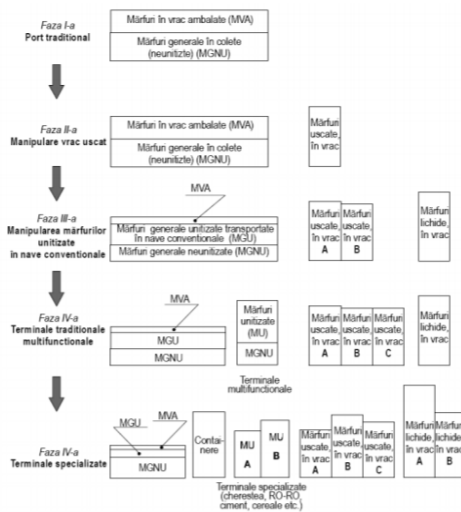 Faza I-a
Port traditional
Mărfuri în vrac ambalate (MVA)
Mărfuri generale în colete
(neunitizte) (MGNU)
Faza II-a
Manipulare vrac uscat
Mărfuri în vrac ambalate (MVA)
Mărfuri generale în colete
(neunitizte) (MGNU)
Mărfuri
uscate,
în vrac
Faza III-a
Manipularea mărfurilor
unitizate
în nave conventionale
MVA
Mărfuri generale unitizate transportate
în nave conventionale (MGU)
Mărfuri generale neunitizate (MGNU)
Mărfuri
uscate,
în vrac
A
Mărfuri
uscate,
în vrac
B
Mărfuri
lichide,
în vrac
Faza IV-a
Terminale traditionale
multifunctionale
MVA
MGU
MGNU
Mărfuri
unitizate
(MU)
MGNU
Terminale
multifunctionale
Mărfuri
uscate,
în vrac
A
Mărfuri
uscate,
în vrac
B
Mărfuri
uscate,
în vrac
C
Mărfuri
lichide,
în vrac
Faza IV-a
Terminale specializate
MGU
MVA
MGNU
Contai-
nere
MU
A
MU
B
Terminale specializate
(cherestea, RO-RO,
ciment, cereale etc.)
Mărfuri
uscate,
în vrac
A
Mărfuri
uscate,
în vrac
B
Mărfuri
uscate,
în vrac
C
Mărfuri
lichide,
în vrac
A
Mărfuri
lichide,
în vrac
B